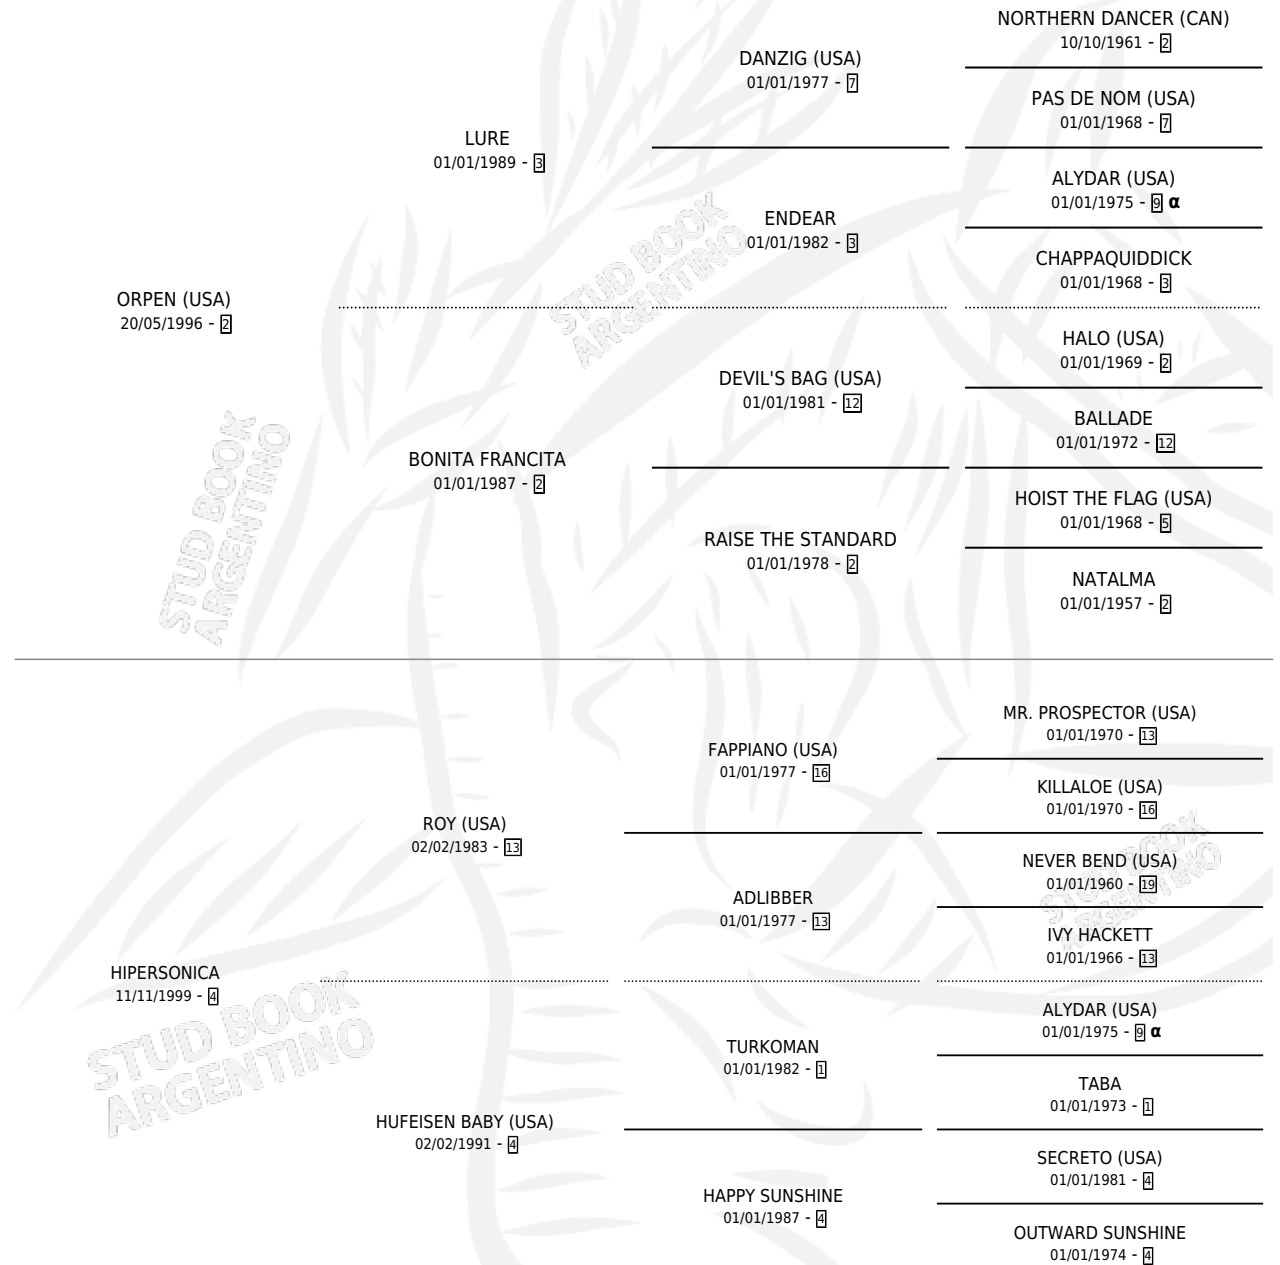 NORTHERN DANCER (CAN)
10/10/1961 - 2
DANZIG (USA)
01/01/1977 - 7
PAS DE NOM (USA)
01/01/1968 - 7
LURE
01/01/1989 - 3
ALYDAR (USA)
01/01/1975 - 9 α
ENDEAR
01/01/1982 - 3
CHAPPAQUIDDICK
01/01/1968 - 3
ORPEN (USA)
20/05/1996 - 2
HALO (USA)
01/01/1969 - 2
DEVIL'S BAG (USA)
01/01/1981 - 12
BALLADE
01/01/1972 - 12
BONITA FRANCITA
01/01/1987 - 2
HOIST THE FLAG (USA)
01/01/1968 - 5
RAISE THE STANDARD
01/01/1978 - 2
NATALMA
01/01/1957 - 2
MR. PROSPECTOR (USA)
01/01/1970 - 13
FAPPIANO (USA)
01/01/1977 - 16
KILLALOE (USA)
01/01/1970 - 16
ROY (USA)
02/02/1983 - 13
NEVER BEND (USA)
01/01/1960 - 19
ADLIBBER
01/01/1977 - 13
IVY HACKETT
01/01/1966 - 13
HIPERSONICA
11/11/1999 - 4
ALYDAR (USA)
01/01/1975 - 9 α
TURKOMAN
01/01/1982 - 1
TABA
01/01/1973 - 1
HUFEISEN BABY (USA)
02/02/1991 - 4
SECRETO (USA)
01/01/1981 - 4
HAPPY SUNSHINE
01/01/1987 - 4
OUTWARD SUNSHINE
01/01/1974 - 4
STUD BOOK
ARGENTINO
STUD BOOK
ARGENTINO
STUD BOOK
ARGENTINO
STUD BOOK
ARGENTINO